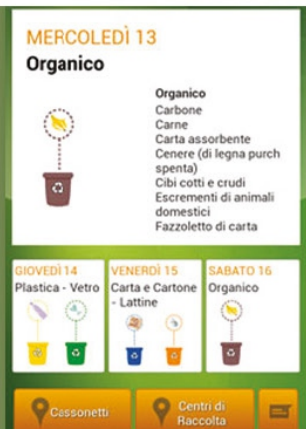 MERCOLEDÌ 13
Organico
Organico
Carbone
Carne
Carta assorbente
Cenere (di legna purch
spenta)
Cibi cotti e crudi
Escrementi di animali
domestici
Fazzoletto di carta
GIOVEDÌ 14
Plastica - Vetro
VENERDÌ 15
Carta e Cartone
- Lattine
SABATO 16
Organico
Cassonetti
Centri di
Raccolta